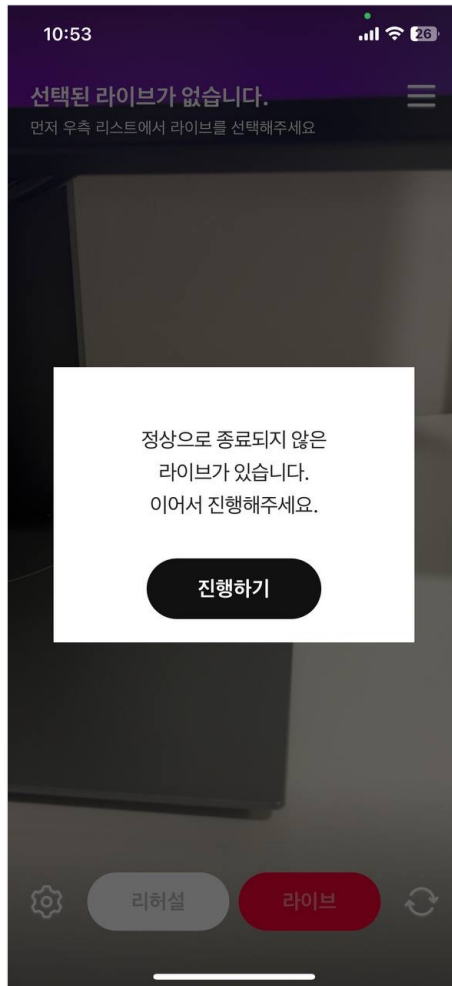 10:53
26
선택된 라이브가 없습니다.
먼저 우측 리스트에서 라이브를 선택해주세요
정상으로 종료되지 않은
라이브가 있습니다.
이어서 진행해주세요.
진행하기
리허설
라이브